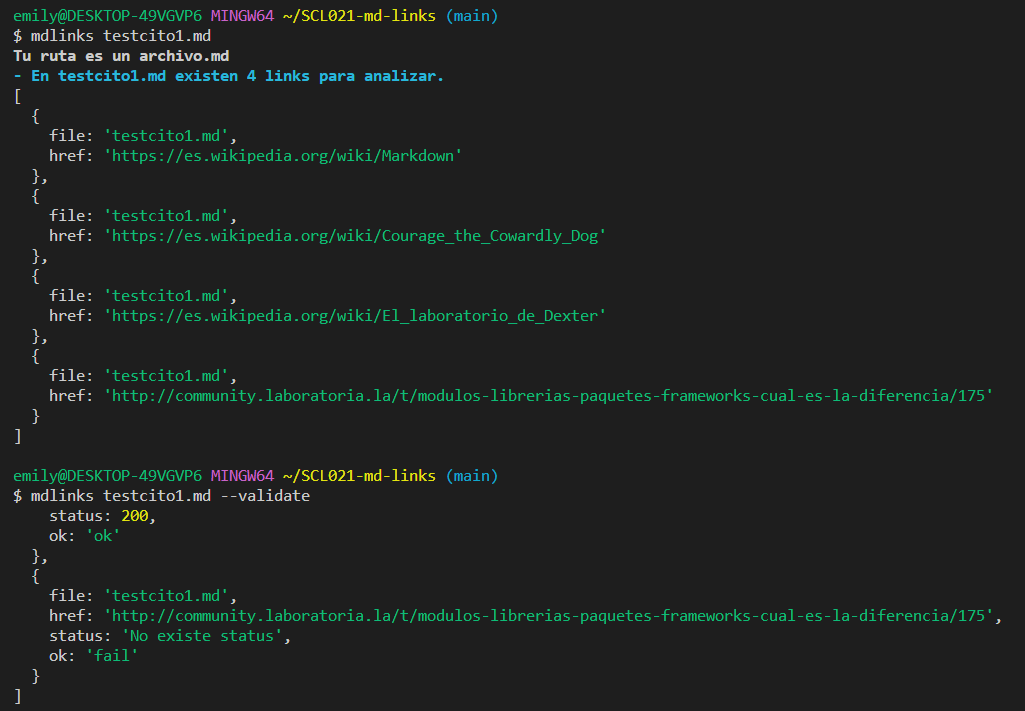 emily@DESKTOP-49VGVP6 MINGW64 ~/SCL021-md-links (main)
$ mdlinks testcito1.md
Tu ruta es un archivo.md
- En testcito1.md existen 4 links para analizar.
[
  {
    file: 'testcito1.md',
    href: 'https://es.wikipedia.org/wiki/Markdown'
  },
  {
    file: 'testcito1.md',
    href: 'https://es.wikipedia.org/wiki/Courage_the_Cowardly_Dog'
  },
  {
    file: 'testcito1.md',
    href: 'https://es.wikipedia.org/wiki/El_laboratorio_de_Dexter'
  },
  {
    file: 'testcito1.md',
    href: 'http://community.laboratoria.la/t/modulos-librerias-paquetes-frameworks-cual-es-la-diferencia/175'
  }
]
emily@DESKTOP-49VGVP6 MINGW64 ~/SCL021-md-links (main)
$ mdlinks testcito1.md --validate
    status: 200,
    ok: 'ok'
  },
  {
    file: 'testcito1.md',
    href: 'http://community.laboratoria.la/t/modulos-librerias-paquetes-frameworks-cual-es-la-diferencia/175',
    status: 'No existe status',
    ok: 'fail'
  }
]